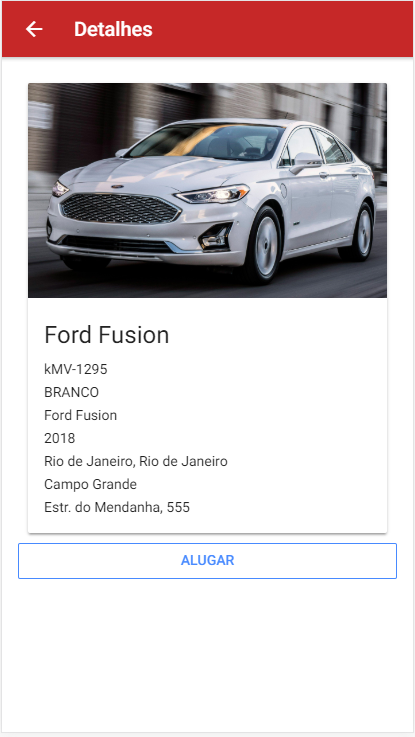 Detalhes
Ford Fusion
kMV-1295
BRANCO
Ford Fusion
2018
Rio de Janeiro, Rio de Janeiro
Campo Grande
Estr. do Mendanha, 555
ALUGAR